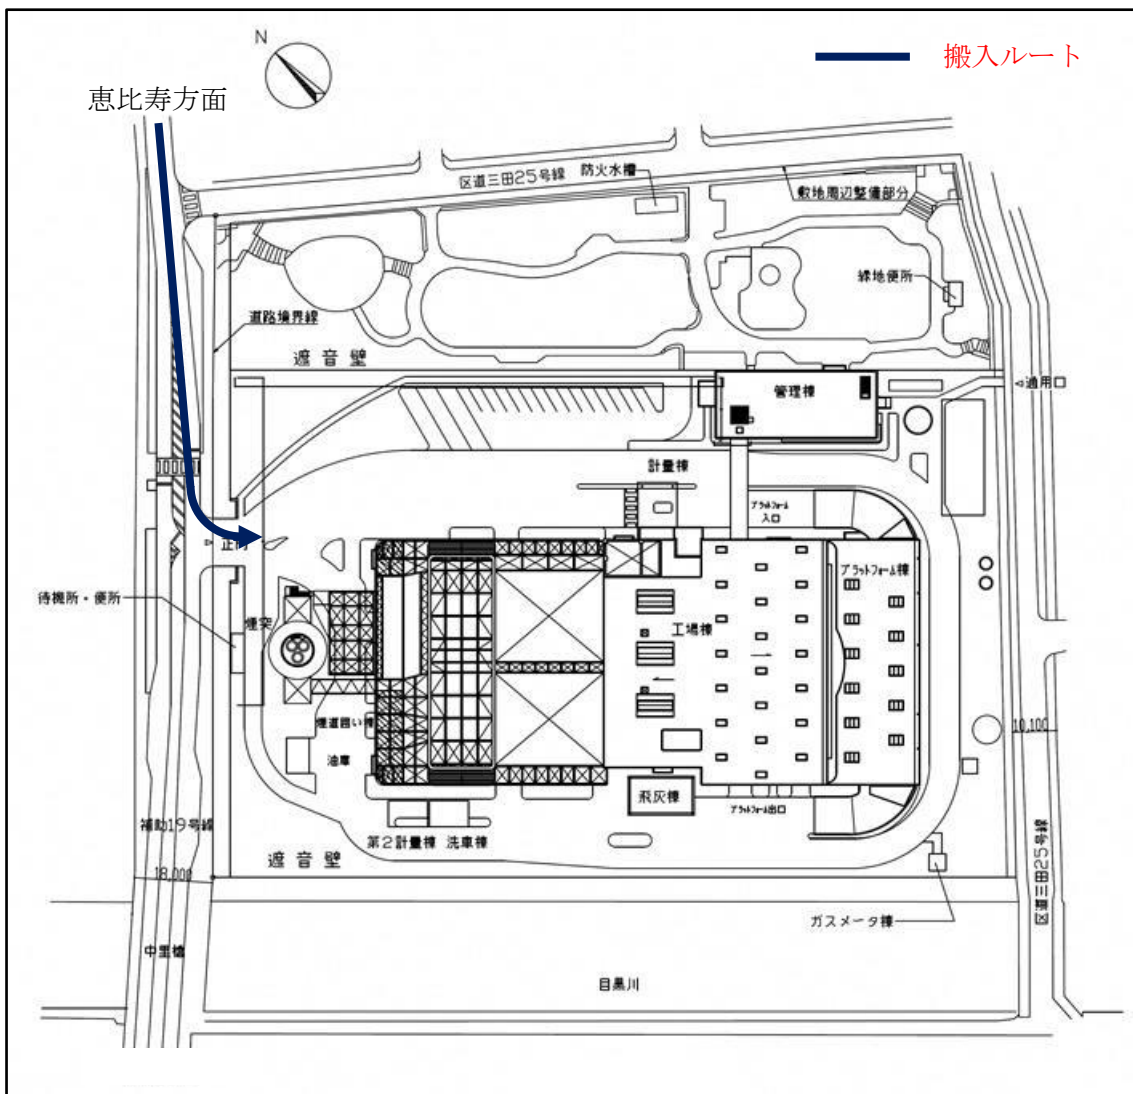 N
搬入ルート
恵比寿方面
区道三田25号線
防火水槽
敷地周辺整備部分
緑地便所
道路境界線
遮音壁
管理棟
通用口
計量棟
プラットフォーム
入口
正門
プラットフォーム棟
待機所・便所
煙突
工場棟
煙道囲い棟
油庫
10,100
飛灰棟
プラットフォーム出口
補助19号線
第2計量棟
洗車棟
遮音壁
18,000
区道三田25号線
ガスメータ棟
中里橋
目黒川